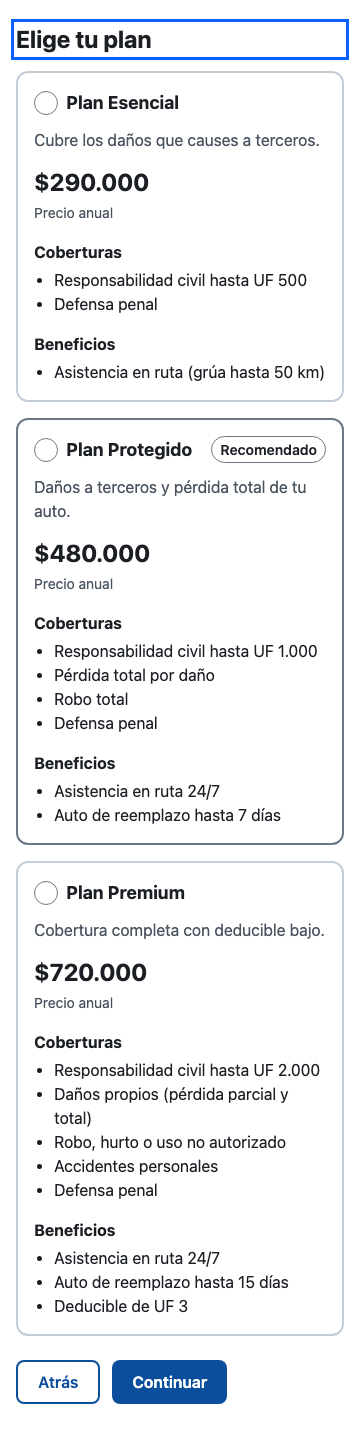 Elige tu plan
Plan Esencial
Cubre los daños que causes a terceros.
$290.000
Precio anual
Coberturas
• Responsabilidad civil hasta UF 500
• Defensa penal
Beneficios
• Asistencia en ruta (grúa hasta 50 km)
Plan Protegido
Recomendado
Daños a terceros y pérdida total de tu
auto.
$480.000
Precio anual
Coberturas
• Responsabilidad civil hasta UF 1.000
• Pérdida total por daño
• Robo total
• Defensa penal
Beneficios
• Asistencia en ruta 24/7
• Auto de reemplazo hasta 7 días
Plan Premium
Cobertura completa con deducible bajo.
$720.000
Precio anual
Coberturas
• Responsabilidad civil hasta UF 2.000
• Daños propios (pérdida parcial y
total)
• Robo, hurto o uso no autorizado
• Accidentes personales
• Defensa penal
Beneficios
• Asistencia en ruta 24/7
• Auto de reemplazo hasta 15 días
• Deducible de UF 3
Atrás
Continuar